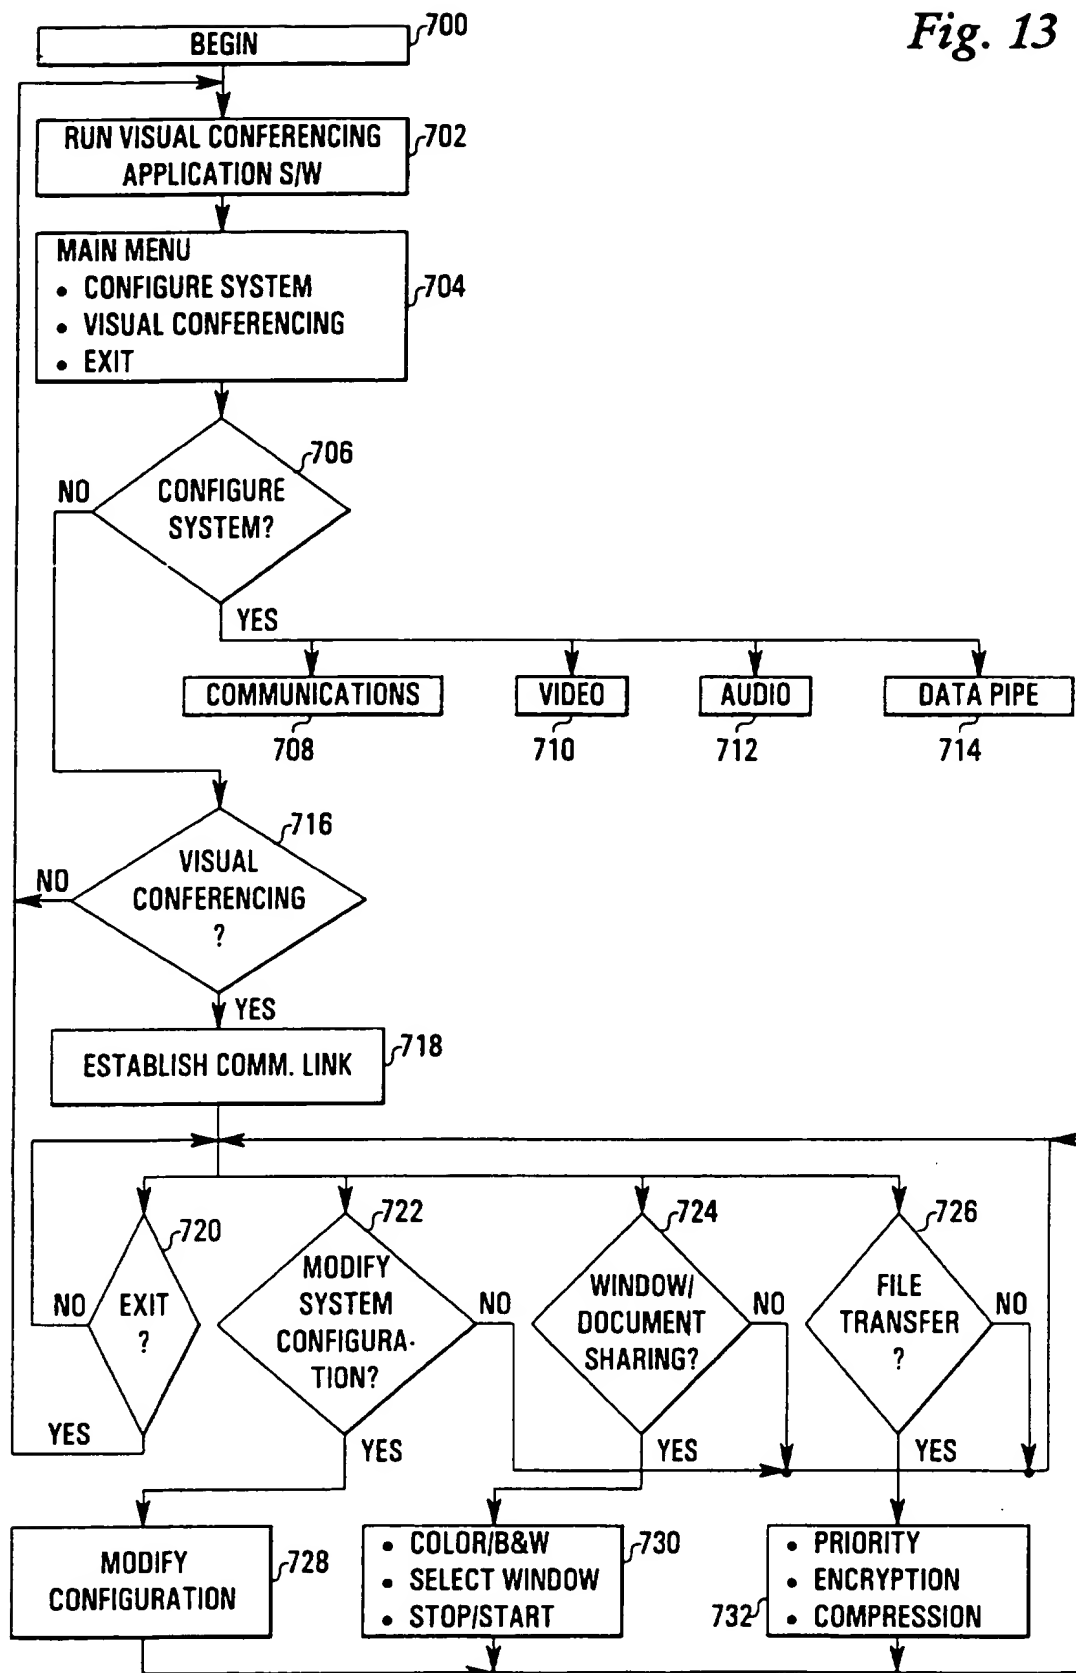 Fig. 13
BEGIN
700
RUN VISUAL CONFERENCING
APPLICATION S/W
702
MAIN MENU
• CONFIGURE SYSTEM
• VISUAL CONFERENCING
• EXIT
704
706
NO
CONFIGURE
SYSTEM?
YES
COMMUNICATIONS
VIDEO
AUDIO
DATA PIPE
708
710
712
714
716
NO
VISUAL
CONFERENCING
?
YES
ESTABLISH COMM. LINK
718
720
722
724
726
NO
EXIT
?
YES
MODIFY
SYSTEM
CONFIGURA-
TION?
NO
YES
WINDOW/
DOCUMENT
SHARING?
NO
YES
FILE
TRANSFER
?
NO
YES
MODIFY
CONFIGURATION
728
• COLOR/B&W
• SELECT WINDOW
• STOP/START
730
• PRIORITY
• ENCRYPTION
• COMPRESSION
732